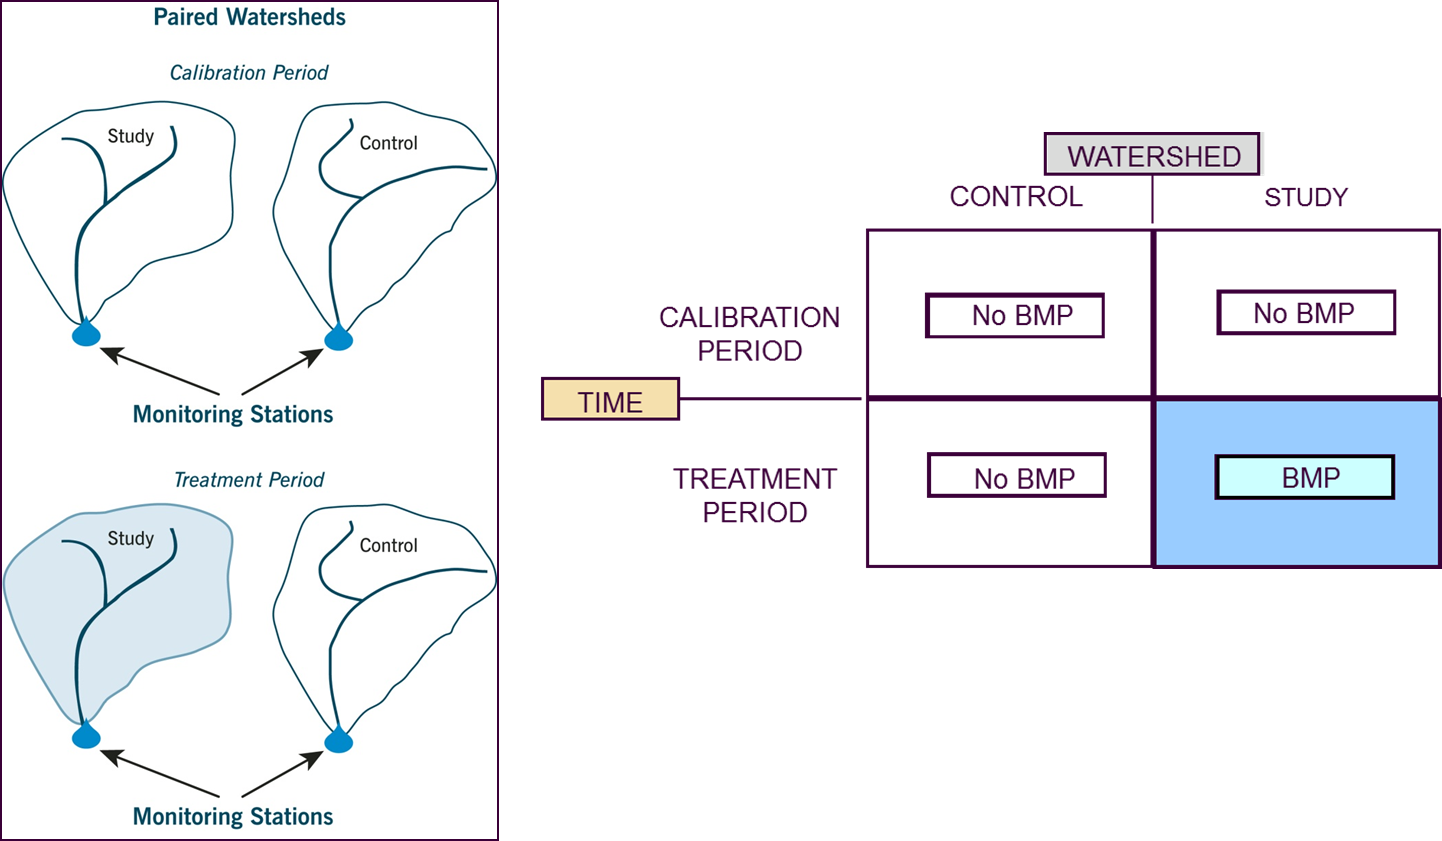 Paired Watersheds
Calibration Period
Study
Control
Monitoring Stations
Treatment Period
Study
Control
Monitoring Stations
WATERSHED
CONTROL
STUDY
CALIBRATION
PERIOD
No BMP
No BMP
TIME
TREATMENT
PERIOD
No BMP
BMP